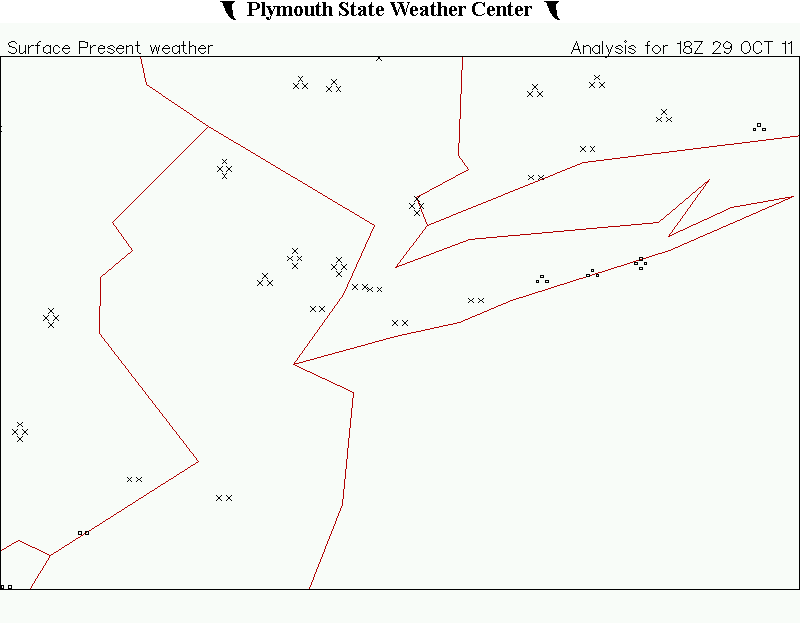 Plymouth State Weather Center
Surface Present weather
Analysis for 18Z 29 OCT 11